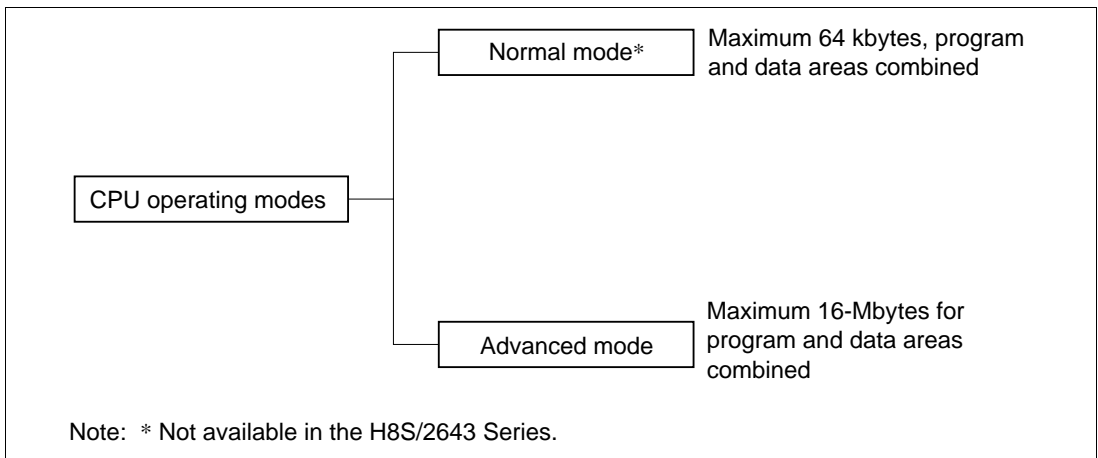 Normal mode*
Maximum 64 kbytes, program
and data areas combined
CPU operating modes
Advanced mode
Maximum 16-Mbytes for
program and data areas
combined
Note: * Not available in the H8S/2643 Series.